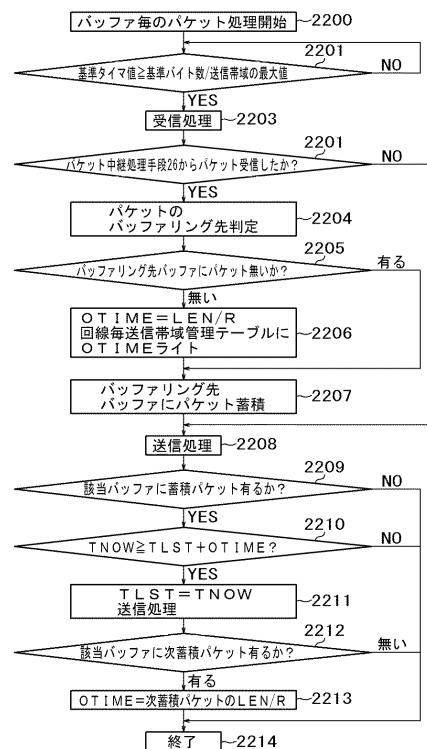 バッファ毎のパケット処理開始 2200
2201
基準タイマ値≧基準バイト数/送信帯域の最大値 NO
YES
受信処理 2203
2201
パケット中継処理手段26からパケット受信したか? NO
YES
パケットの
バッファリング先判定 2204
2205
バッファリング先バッファにパケット無いか? 有る
無い
OTIME=LEN/R
回線毎送信帯域管理テーブルに
OTIMEライト 2206
バッファリング先
バッファにパケット蓄積 2207
送信処理 2208
2209
該当バッファに蓄積パケット有るか? NO
YES
2210
TNOW≧TLST+OTIME? NO
YES
TLST=TNOW
送信処理 2211
2212
該当バッファに次蓄積パケット有るか? 無い
有る
OTIME=次蓄積パケットのLEN/R 2213
終了 2214